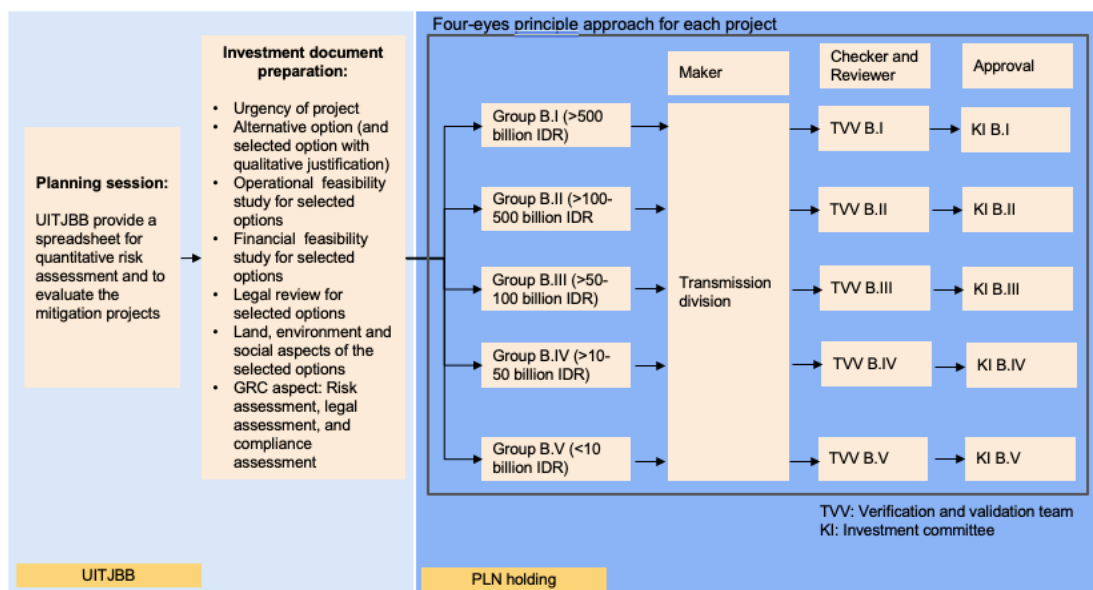 Four-eyes principle approach for each project
Planning session:
UITJBB provide a
spreadsheet for
quantitative risk
assessment and to
evaluate the
mitigation projects
Investment document
preparation:
• Urgency of project
• Alternative option (and
selected option with
qualitative justification)
• Operational feasibility
study for selected
options
• Financial feasibility
study for selected
options
• Legal review for
selected options
• Land, environment and
social aspects of the
selected options
• GRC aspect: Risk
assessment, legal
assessment, and
compliance
assessment
Maker
Checker and
Reviewer
Approval
Group B.I (>500
billion IDR)
Group B.II (>100-
500 billion IDR
Group B.III (>50-
100 billion IDR)
Group B.IV (>10-
50 billion IDR)
Group B.V (<10
billion IDR)
Transmission
division
TVV B.I
KI B.I
TVV B.II
KI B.II
TVV B.III
KI B.III
TVV B.IV
KI B.IV
TVV B.V
KI B.V
TVV: Verification and validation team
KI: Investment committee
UITJBB
PLN holding